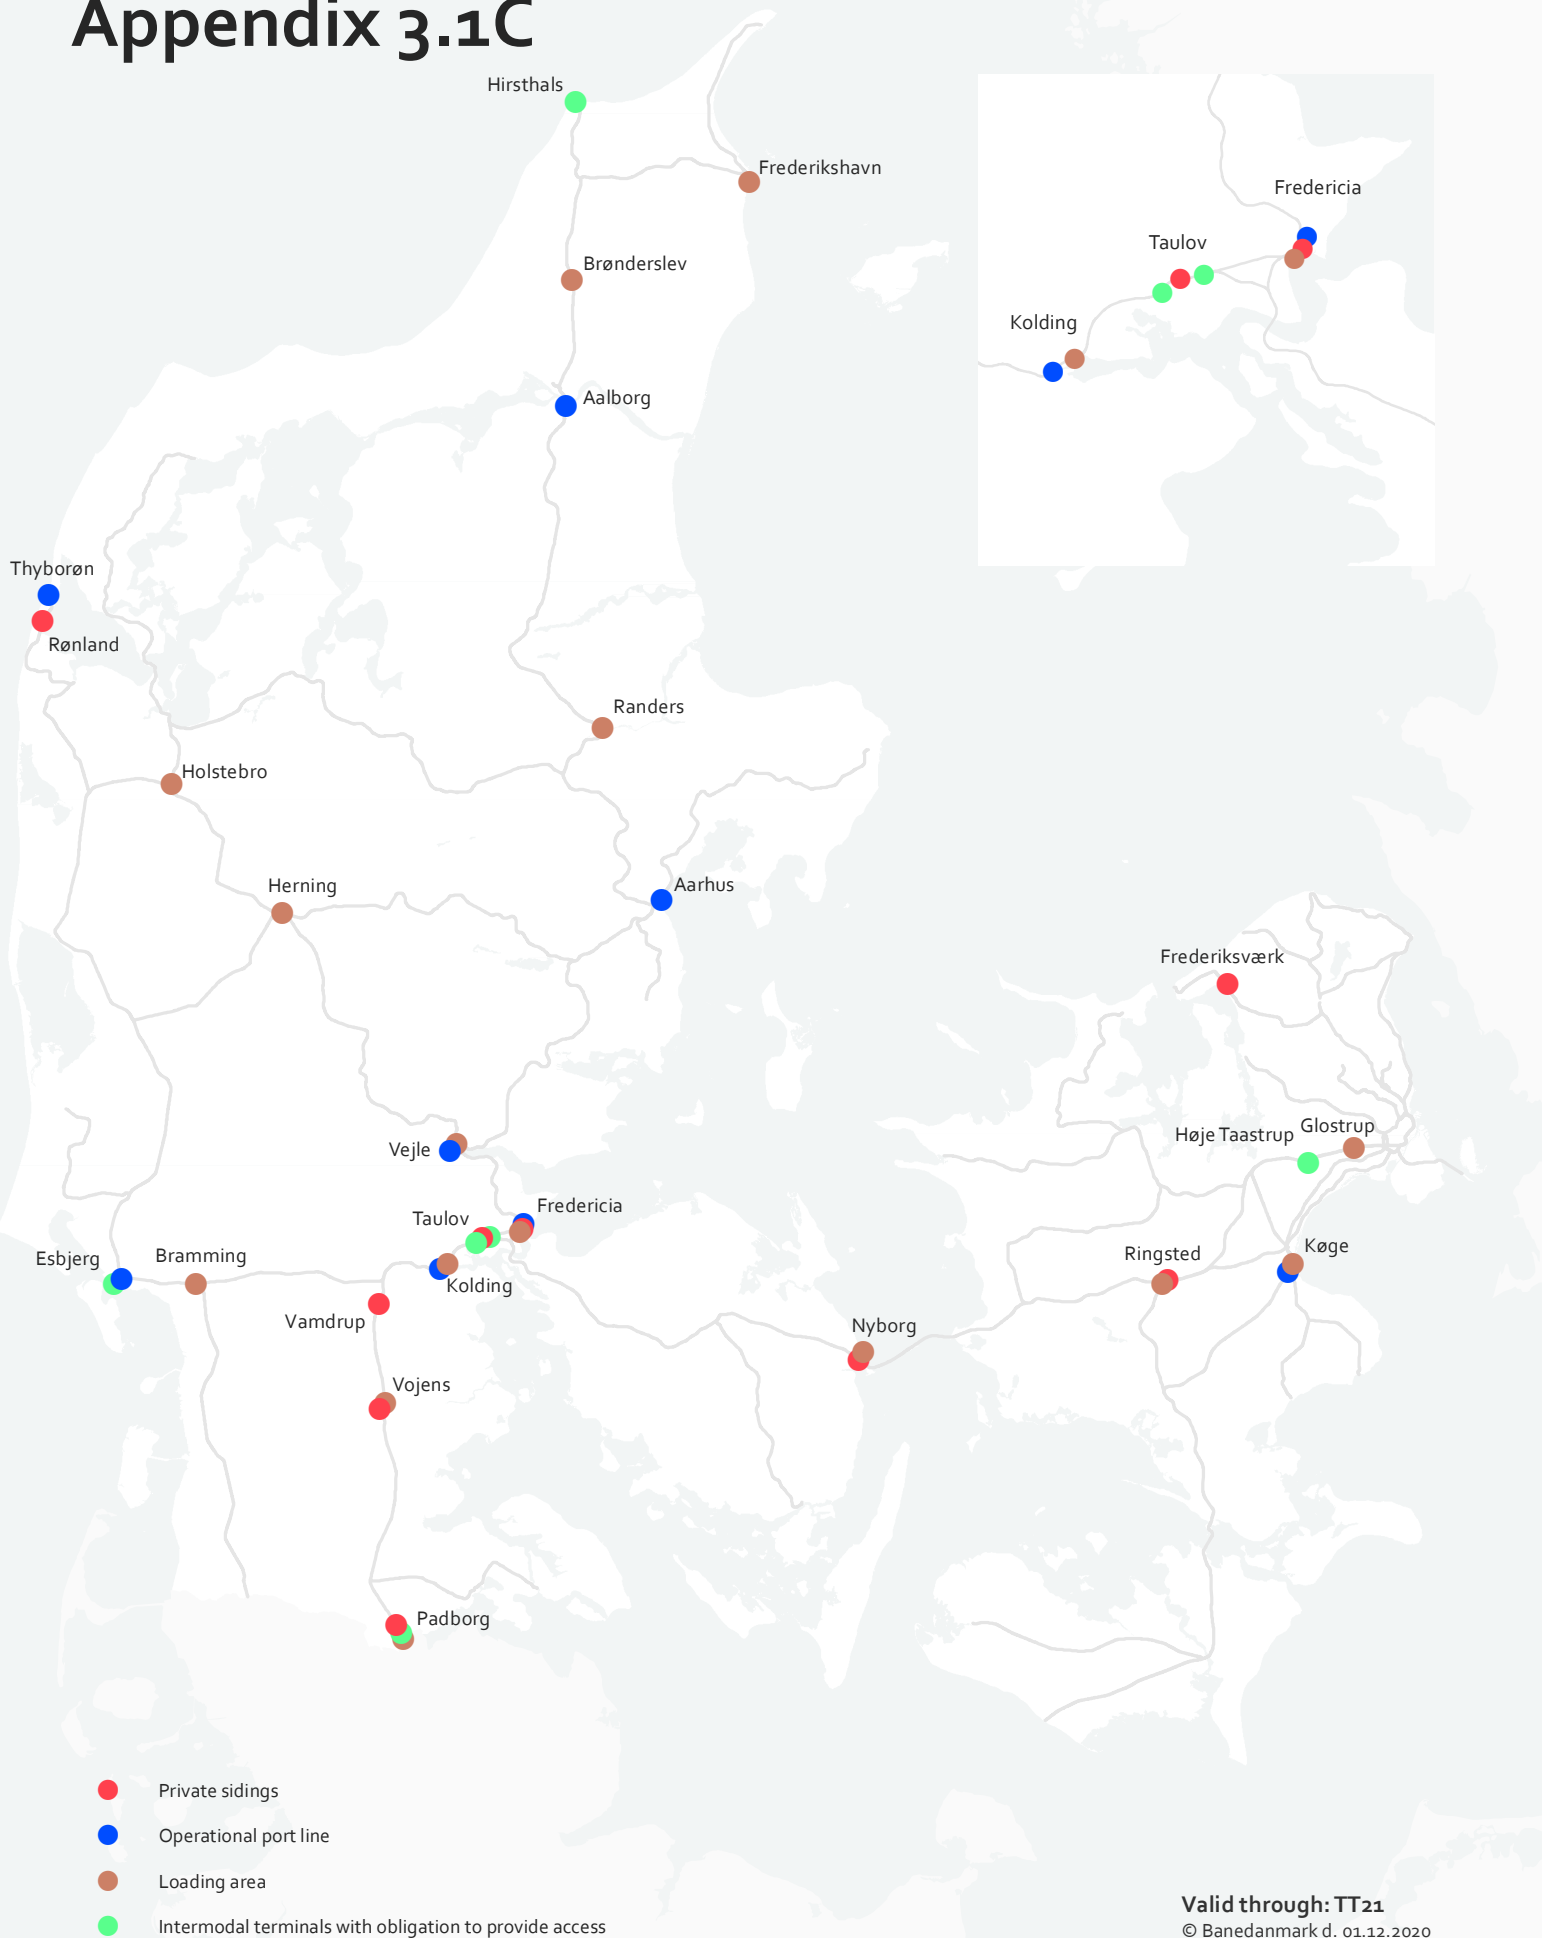 Appendix 3.1C
Hirsthals
Frederikshavn
Fredericia
Taulov
Brønderslev
Kolding
Aalborg
Thyborøn
Rønland
Randers
Holstebro
Herning
Aarhus
Frederiksværk
Glostrup
Høje Taastrup
Vejle
Fredericia
Taulov
Køge
Ringsted
Bramming
Esbjerg
Kolding
Vamdrup
Nyborg
Vojens
Padborg
Private sidings
Operational port line
Loading area
Intermodal terminals with obligation to provide access
Valid through: TT21
© Banedanmark d. 01.12.2020